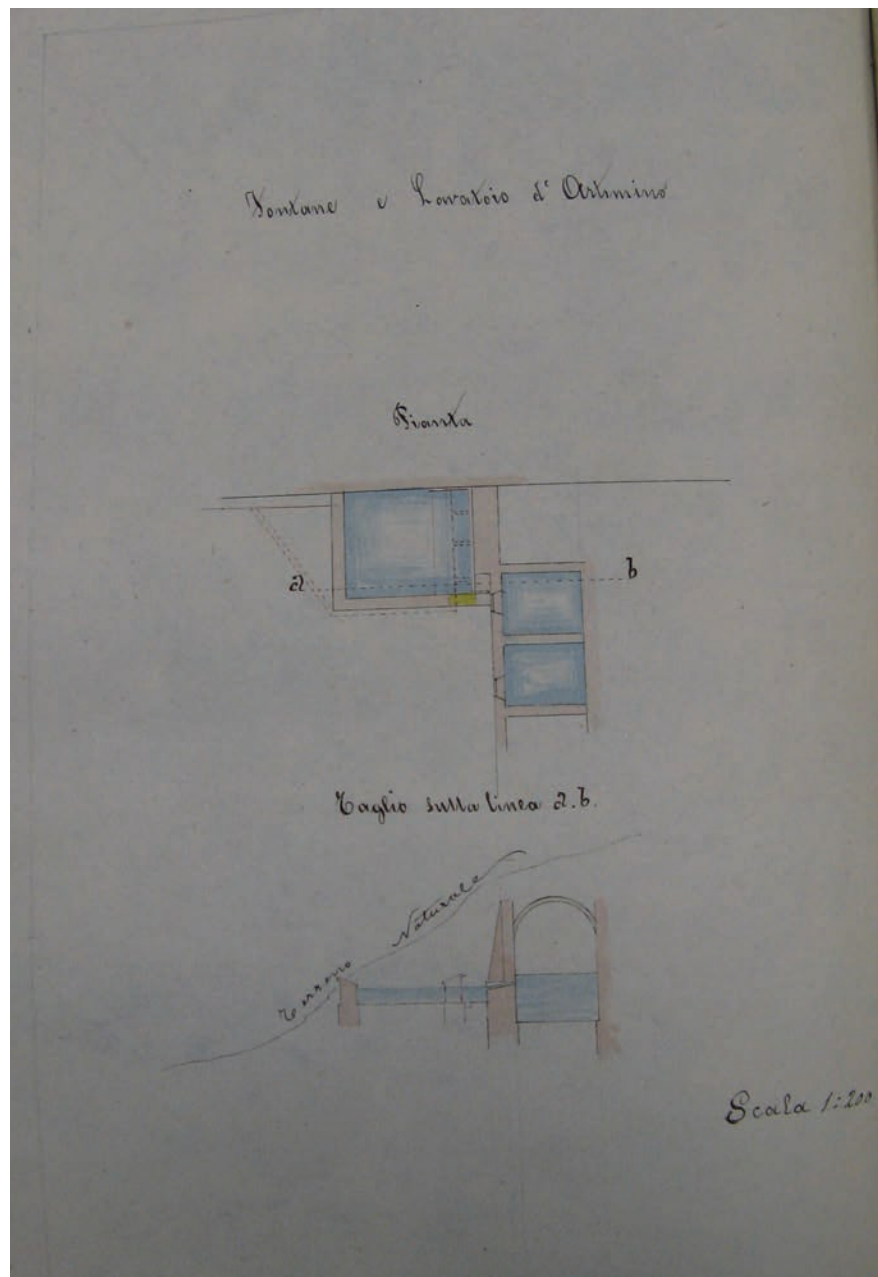 Fontane e Lavatoio d' Artimino
Pianta
a
b
Taglio sulla linea a.b.
Terreno Naturale
Scala 1:200